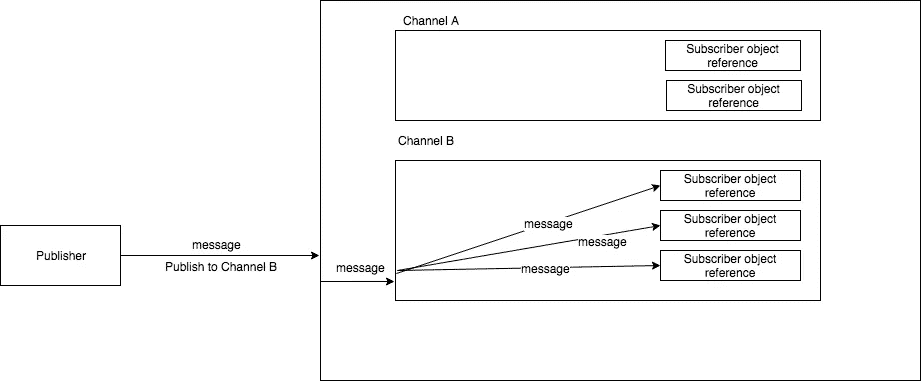 Channel A
Subscriber object
reference
Subscriber object
reference
Channel B
Subscriber object
reference
message
Subscriber object
reference
message
Publisher
message
Publish to Channel B
message
message
Subscriber object
reference